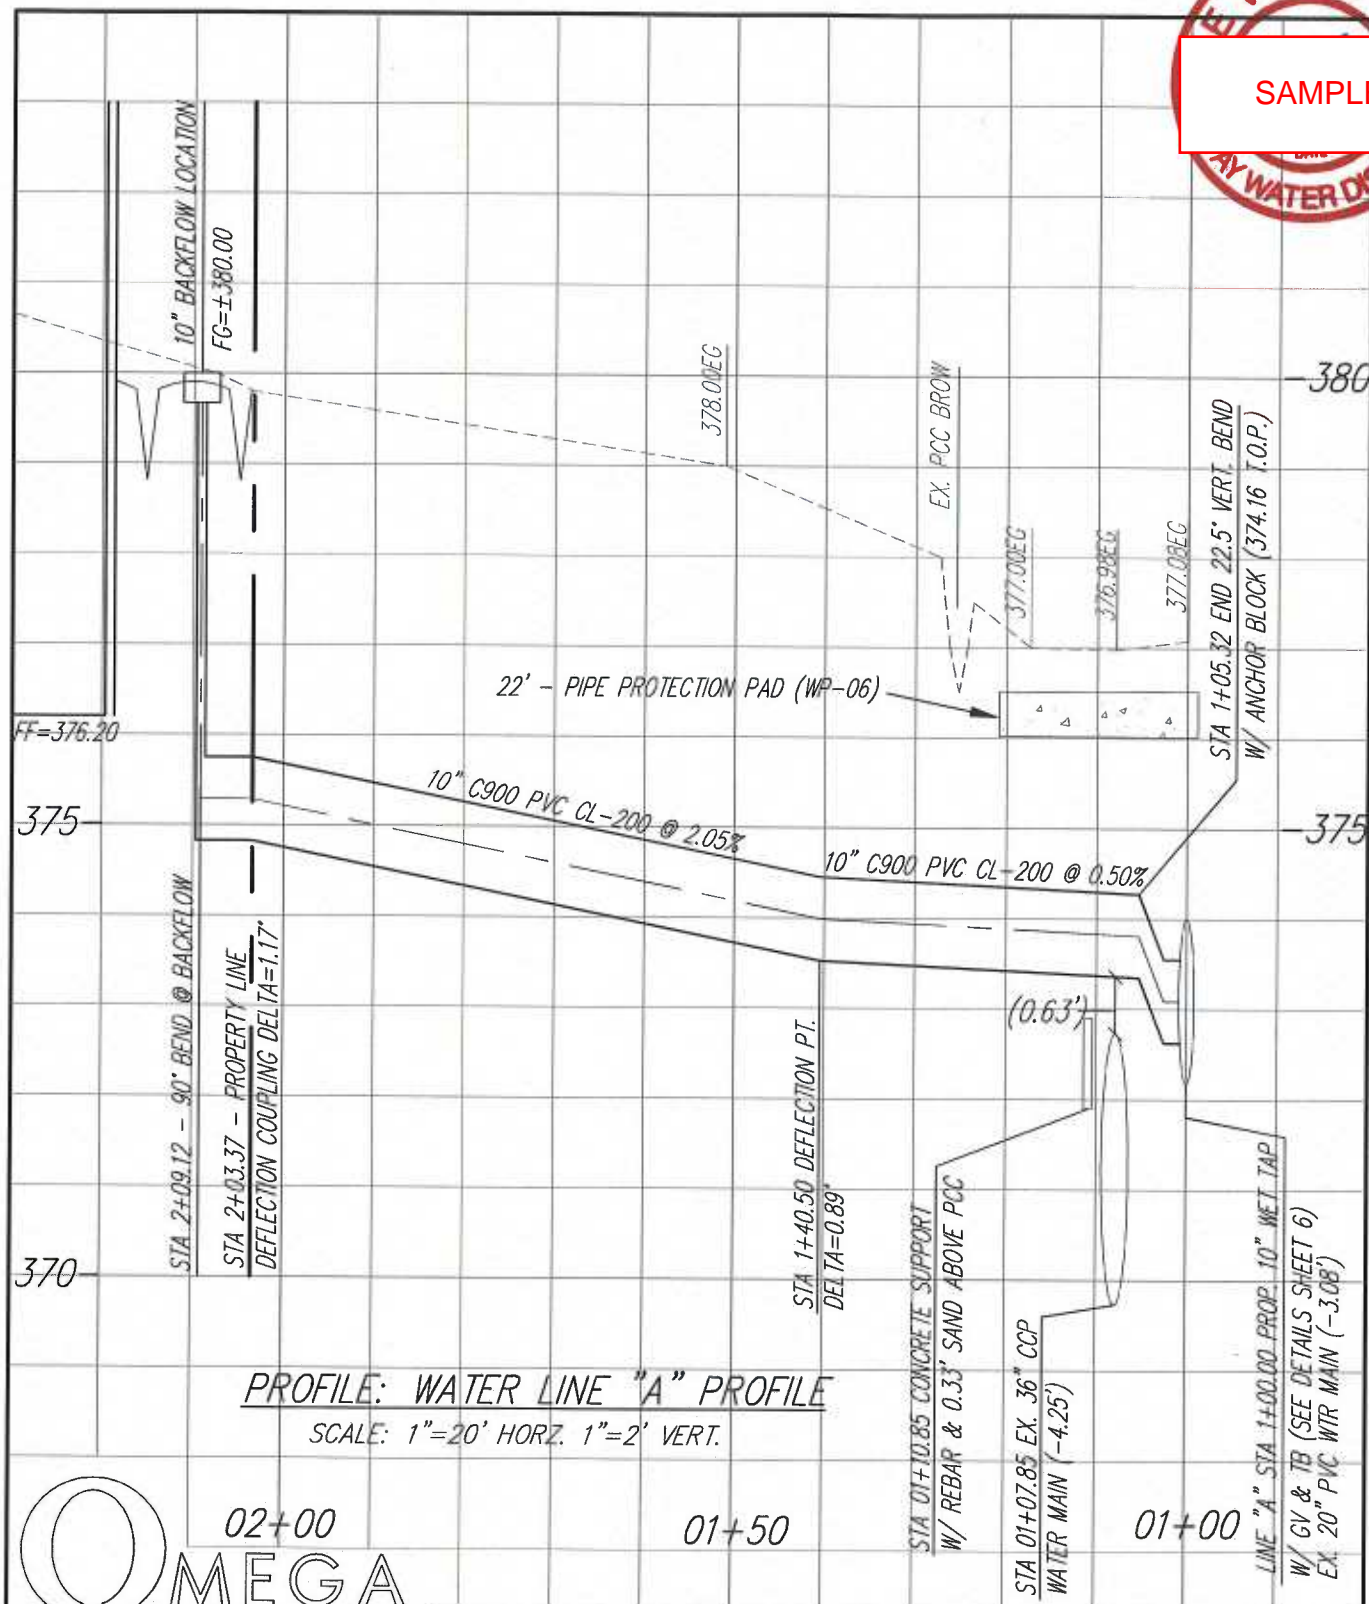 SAMPL
AY WATER DIS
10" BACKFLOW LOCATION
FG=±380.00
380
378.00EG
EX. PCC BROW
377.00EG
376.98EG
377.08EG
STA 1+05.32 END 22.5° VERT. BEND
W/ ANCHOR BLOCK (374.16 T.O.P.)
22' - PIPE PROTECTION PAD (WP-06)
FF=376.20
375
10" C900 PVC CL-200 @ 2.05%
10" C900 PVC CL-200 @ 0.50%
375
STA 2+09.12 - 90° BEND @ BACKFLOW
STA 2+03.37 - PROPERTY LINE
DEFLECTION COUPLING DELTA=1.17°
(0.63')
STA 1+40.50 DEFLECTION PT.
DELTA=0.89°
370
STA 01+10.85 CONCRETE SUPPORT
W/ REBAR & 0.33' SAND ABOVE PCC
STA 01+07.85 EX. 36" CCP
WATER MAIN (-4.25')
LINE "A" STA 1+00.00 PROP. 10" WET TAP
W/ GV & TB (SEE DETAILS SHEET 6)
EX. 20" PVC WTR MAIN (-3.08')
PROFILE: WATER LINE "A" PROFILE
SCALE: 1"=20' HORZ. 1"=2' VERT.
02+00
01+50
01+00
OMEGA